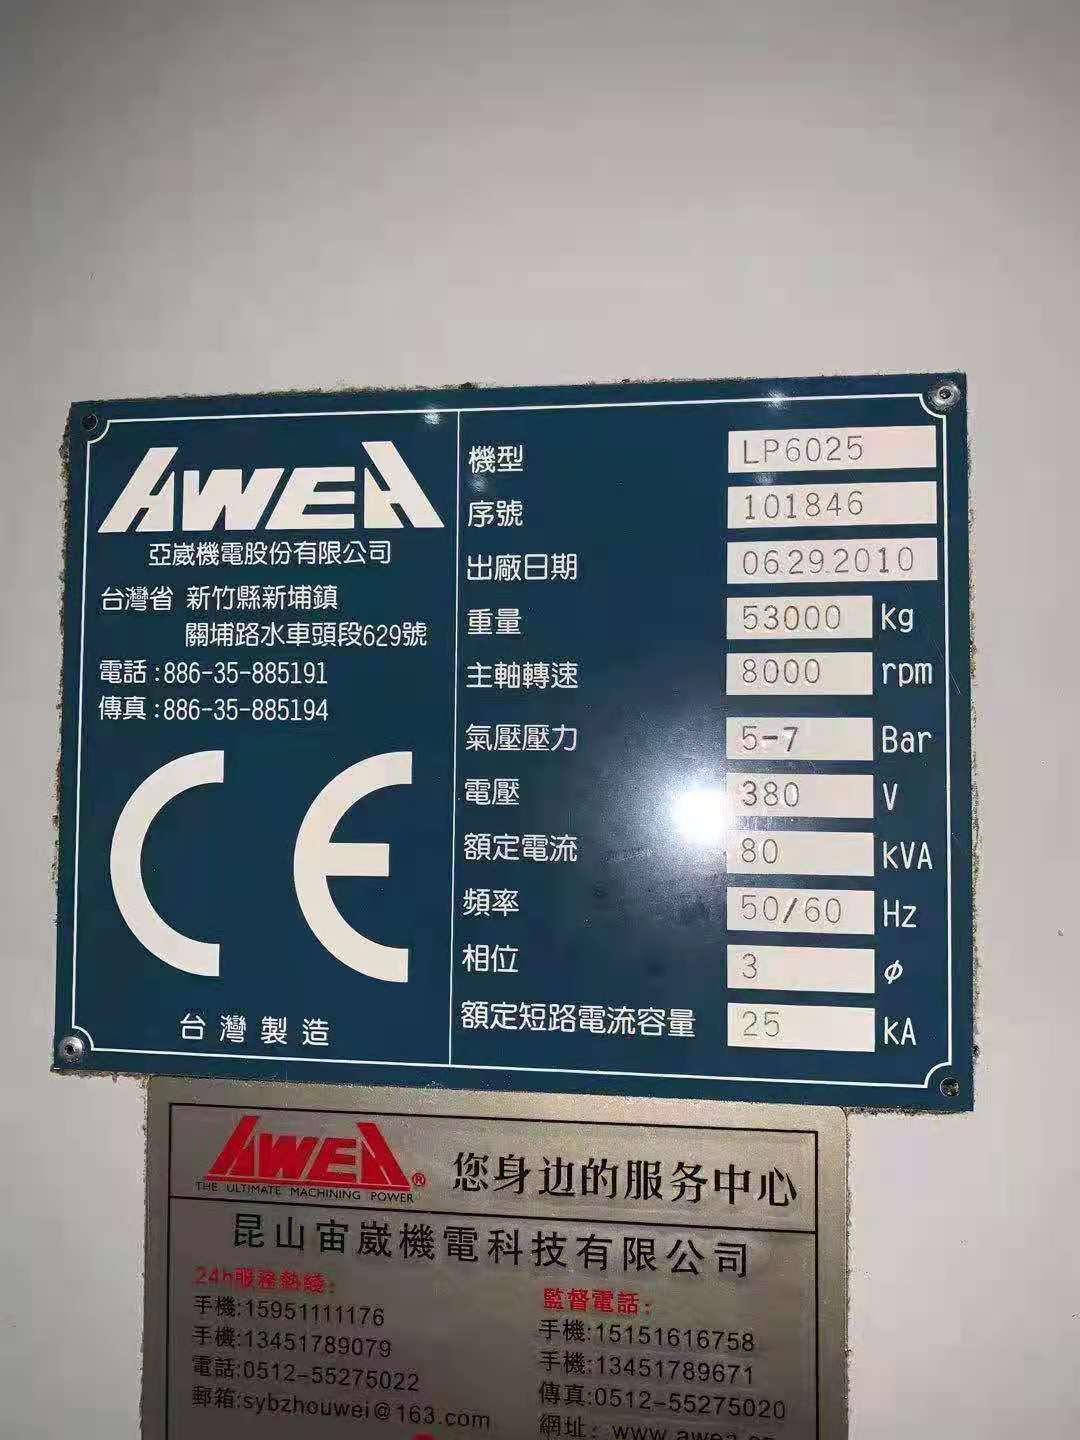 AWEA
亞崴機電股份有限公司
台灣省 新竹縣新埔鎮
關埔路水車頭段629號
電話:886-35-885191
傳真:886-35-885194
CE
台灣製造
機型 LP6025
序號 101846
出廠日期 06.29.2010
重量 53000 Kg
主軸轉速 8000 rpm
氣壓壓力 5-7 Bar
電壓 380 V
額定電流 80 kVA
頻率 50/60 Hz
相位 3 ϕ
額定短路電流容量 25 kA
AWEA®
THE ULTIMATE MACHINING POWER
您身边的服务中心
昆山宙崴機電科技有限公司
24h服務熱綫:
手機:15951111176
手機:13451789079
電話:0512-55275022
郵箱:sybzhouwei@163.com
監督電話:
手機:15151616758
手機:13451789671
傳真:0512-55275020
網址: www.awea